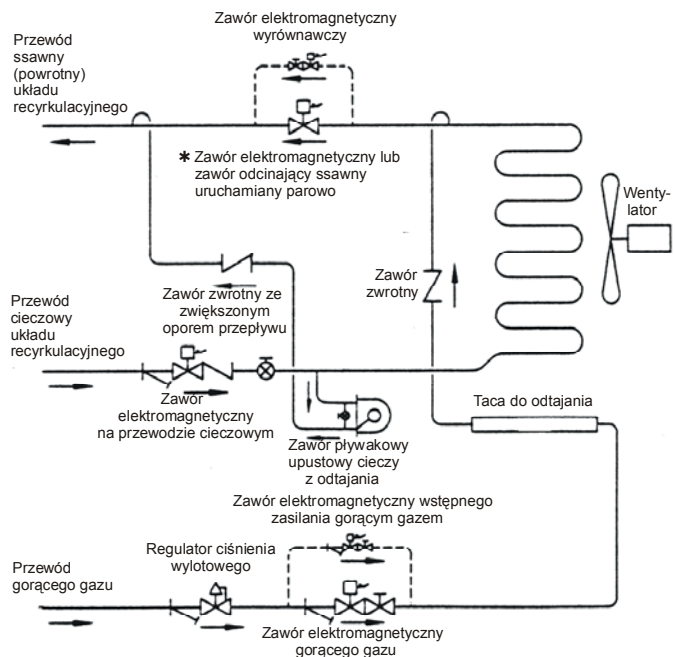 Zawór elektromagnetyczny
wyrównawczy
Przewód
ssawny
(powrotny)
układu
recyrkulacyjnego
* Zawór elektromagnetyczny lub
zawór odcinający ssawny
uruchamiany parowo
Wenty-
lator
Zawór
zwrotny
Zawór zwrotny ze
zwiększonym
oporem przepływu
Przewód
cieczowy
układu
recyrkulacyjnego
Zawór
elektromagnetyczny
na przewodzie cieczowym
Taca do odtajania
Zawór pływakowy
upustowy cieczy
z odtajania
Zawór elektromagnetyczny wstępnego
zasilania gorącym gazem
Regulator ciśnienia
wylotowego
Przewód
gorącego gazu
Zawór elektromagnetyczny
gorącego gazu